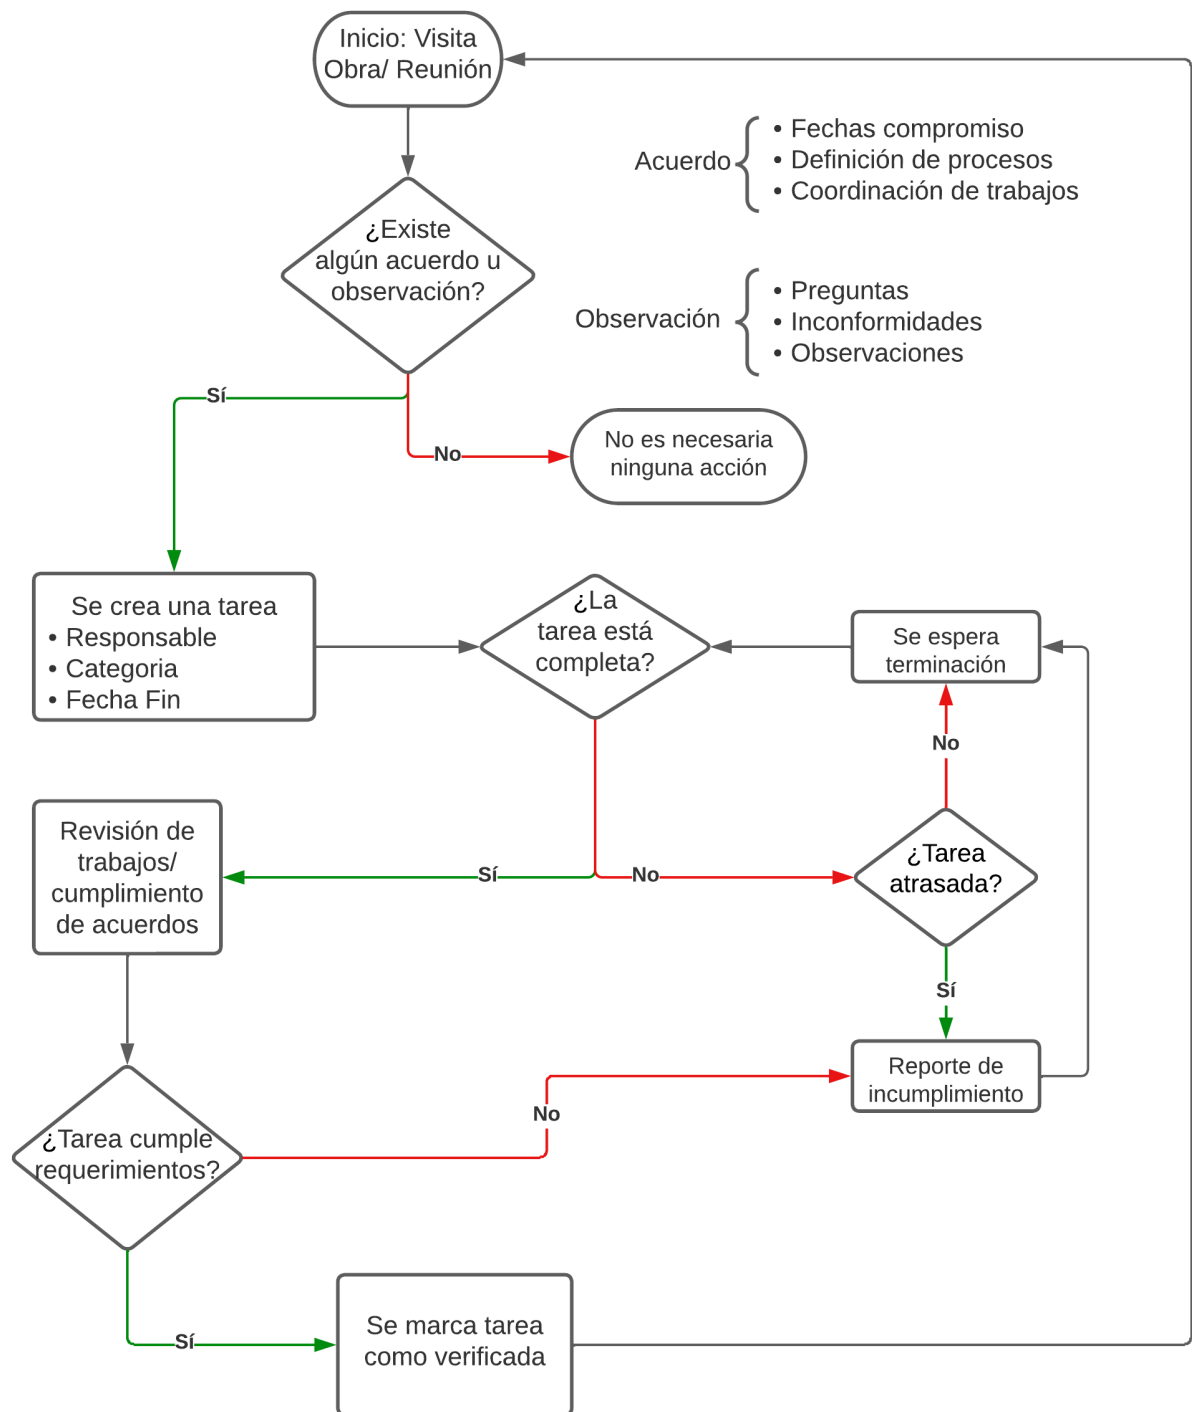 Inicio: Visita
Obra/ Reunión
Acuerdo
• Fechas compromiso
• Definición de procesos
• Coordinación de trabajos
¿Existe
algún acuerdo u
observación?
Observación
• Preguntas
• Inconformidades
• Observaciones
Sí
No
No es necesaria
ninguna acción
Se crea una tarea
• Responsable
• Categoria
• Fecha Fin
¿La
tarea está
completa?
Se espera
terminación
No
Revisión de
trabajos/
cumplimiento
de acuerdos
Sí
No
¿Tarea
atrasada?
Sí
Reporte de
incumplimiento
No
¿Tarea cumple
requerimientos?
Sí
Se marca tarea
como verificada